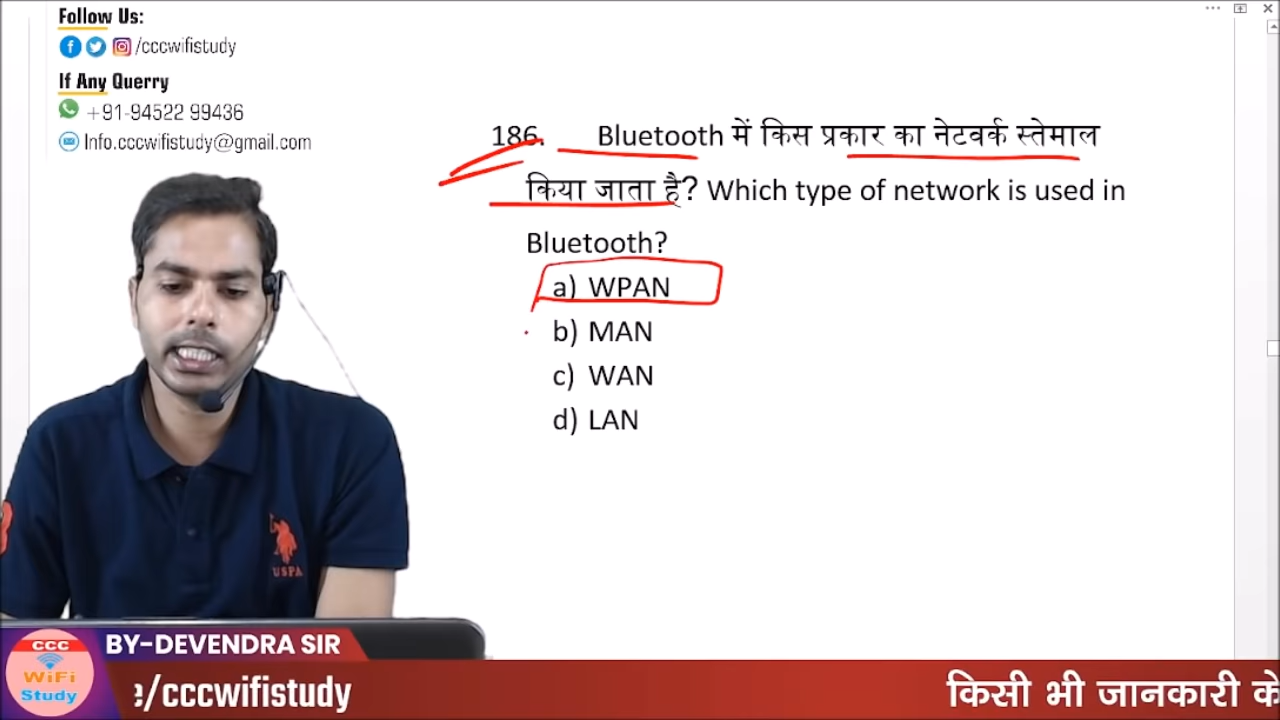 Follow Us:
/cccwifistudy
If Any Querry
+91-94522 99436
Info.cccwifistudy@gmail.com
186. Bluetooth में किस प्रकार का नेटवर्क स्तेमाल
किया जाता है? Which type of network is used in
Bluetooth?
a) WPAN
b) MAN
c) WAN
d) LAN
USPA
CCC
WiFi
Study
BY-DEVENDRA SIR
e/cccwifistudy
किसी भी जानकारी के